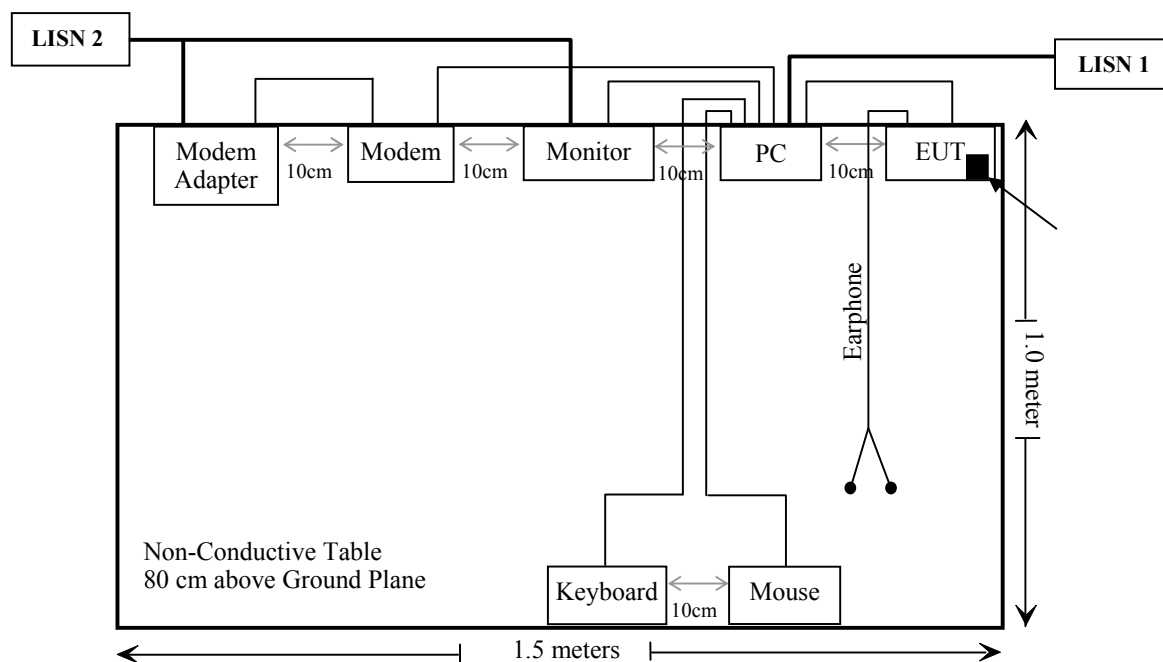 LISN 2
LISN 1
Modem
Adapter
10cm
Modem
10cm
Monitor
10cm
PC
10cm
EUT
Earphone
1.0 meter
Non-Conductive Table
80 cm above Ground Plane
Keyboard
10cm
Mouse
1.5 meters